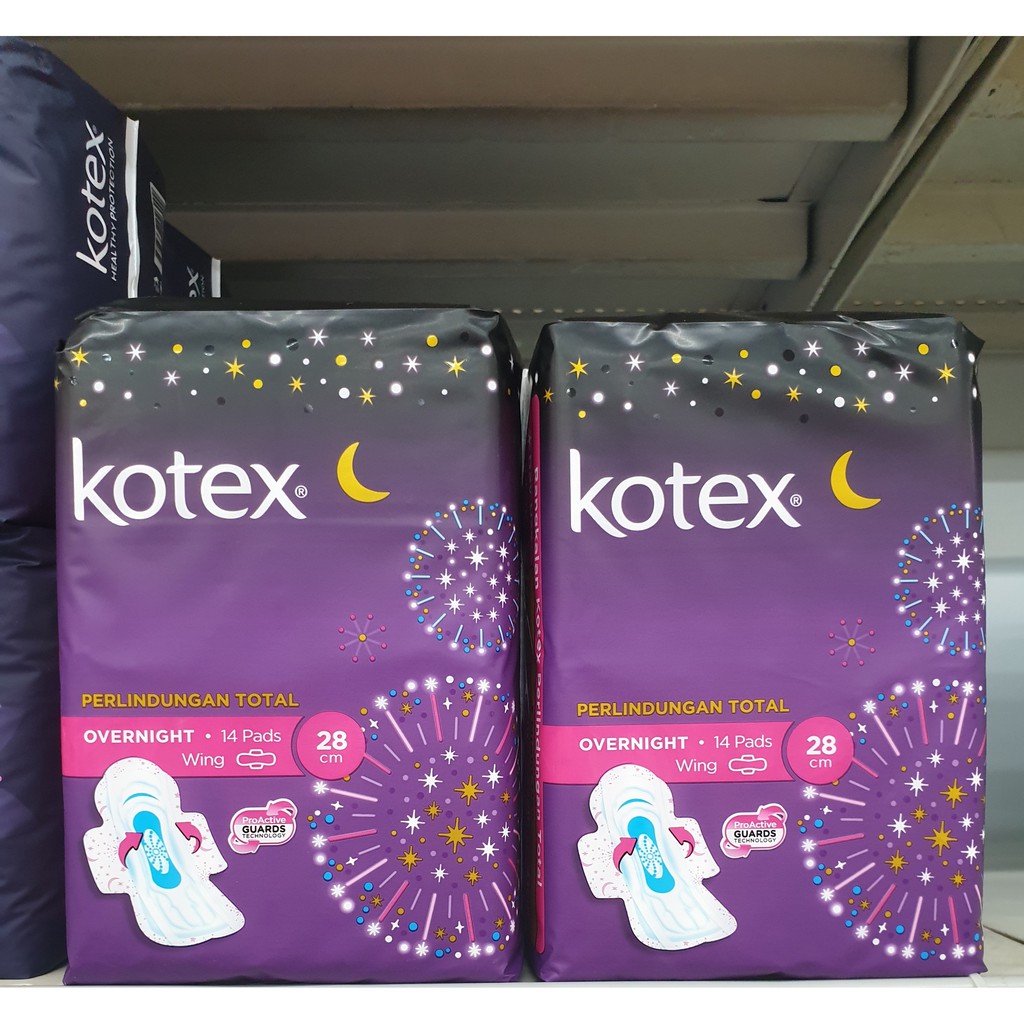 kotex®
HEALTHY PROTECTION
kotex®
PERLINDUNGAN TOTAL
OVERNIGHT • 14 Pads
Wing
28
cm
ProActive
GUARDS
TECHNOLOGY
kotex®
PERLINDUNGAN TOTAL
OVERNIGHT • 14 Pads
Wing
28
cm
ProActive
GUARDS
TECHNOLOGY